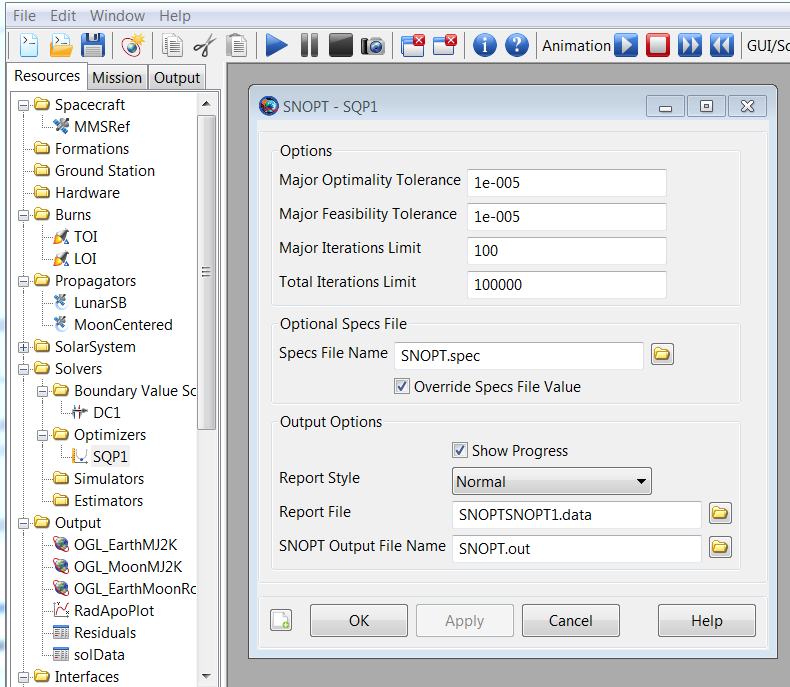 File Edit Window Help
Animation GUI/Sc
Resources Mission Output
Spacecraft
MMSRef
Formations
Ground Station
Hardware
Burns
TOI
LOI
Propagators
LunarSB
MoonCentered
SolarSystem
Solvers
Boundary Value Sc
DC1
Optimizers
SQP1
Simulators
Estimators
Output
OGL_EarthMJ2K
OGL_MoonMJ2K
OGL_EarthMoonRo
RadApoPlot
Residuals
solData
Interfaces
SNOPT - SQP1
Options
Major Optimality Tolerance 1e-005
Major Feasibility Tolerance 1e-005
Major Iterations Limit 100
Total Iterations Limit 100000
Optional Specs File
Specs File Name SNOPT.spec
Override Specs File Value
Output Options
Show Progress
Report Style Normal
Report File SNOPTSNOPT1.data
SNOPT Output File Name SNOPT.out
OK Apply Cancel Help